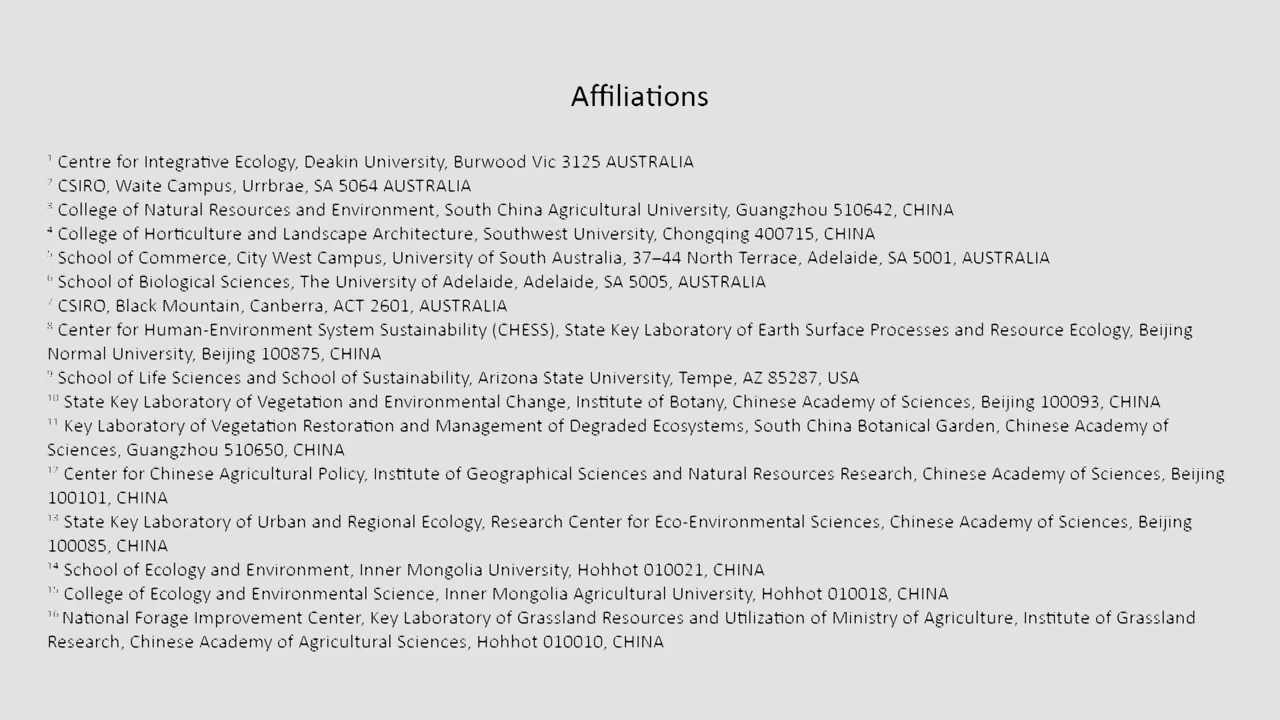 Affiliations
¹ Centre for Integrative Ecology, Deakin University, Burwood Vic 3125 AUSTRALIA
² CSIRO, Waite Campus, Urrbrae, SA 5064 AUSTRALIA
³ College of Natural Resources and Environment, South China Agricultural University, Guangzhou 510642, CHINA
⁴ College of Horticulture and Landscape Architecture, Southwest University, Chongqing 400715, CHINA
⁵ School of Commerce, City West Campus, University of South Australia, 37–44 North Terrace, Adelaide, SA 5001, AUSTRALIA
⁶ School of Biological Sciences, The University of Adelaide, Adelaide, SA 5005, AUSTRALIA
⁷ CSIRO, Black Mountain, Canberra, ACT 2601, AUSTRALIA
⁸ Center for Human-Environment System Sustainability (CHESS), State Key Laboratory of Earth Surface Processes and Resource Ecology, Beijing
Normal University, Beijing 100875, CHINA
⁹ School of Life Sciences and School of Sustainability, Arizona State University, Tempe, AZ 85287, USA
¹⁰ State Key Laboratory of Vegetation and Environmental Change, Institute of Botany, Chinese Academy of Sciences, Beijing 100093, CHINA
¹¹ Key Laboratory of Vegetation Restoration and Management of Degraded Ecosystems, South China Botanical Garden, Chinese Academy of
Sciences, Guangzhou 510650, CHINA
¹² Center for Chinese Agricultural Policy, Institute of Geographical Sciences and Natural Resources Research, Chinese Academy of Sciences, Beijing
100101, CHINA
¹³ State Key Laboratory of Urban and Regional Ecology, Research Center for Eco-Environmental Sciences, Chinese Academy of Sciences, Beijing
100085, CHINA
¹⁴ School of Ecology and Environment, Inner Mongolia University, Hohhot 010021, CHINA
¹⁵ College of Ecology and Environmental Science, Inner Mongolia Agricultural University, Hohhot 010018, CHINA
¹⁶ National Forage Improvement Center, Key Laboratory of Grassland Resources and Utilization of Ministry of Agriculture, Institute of Grassland
Research, Chinese Academy of Agricultural Sciences, Hohhot 010010, CHINA